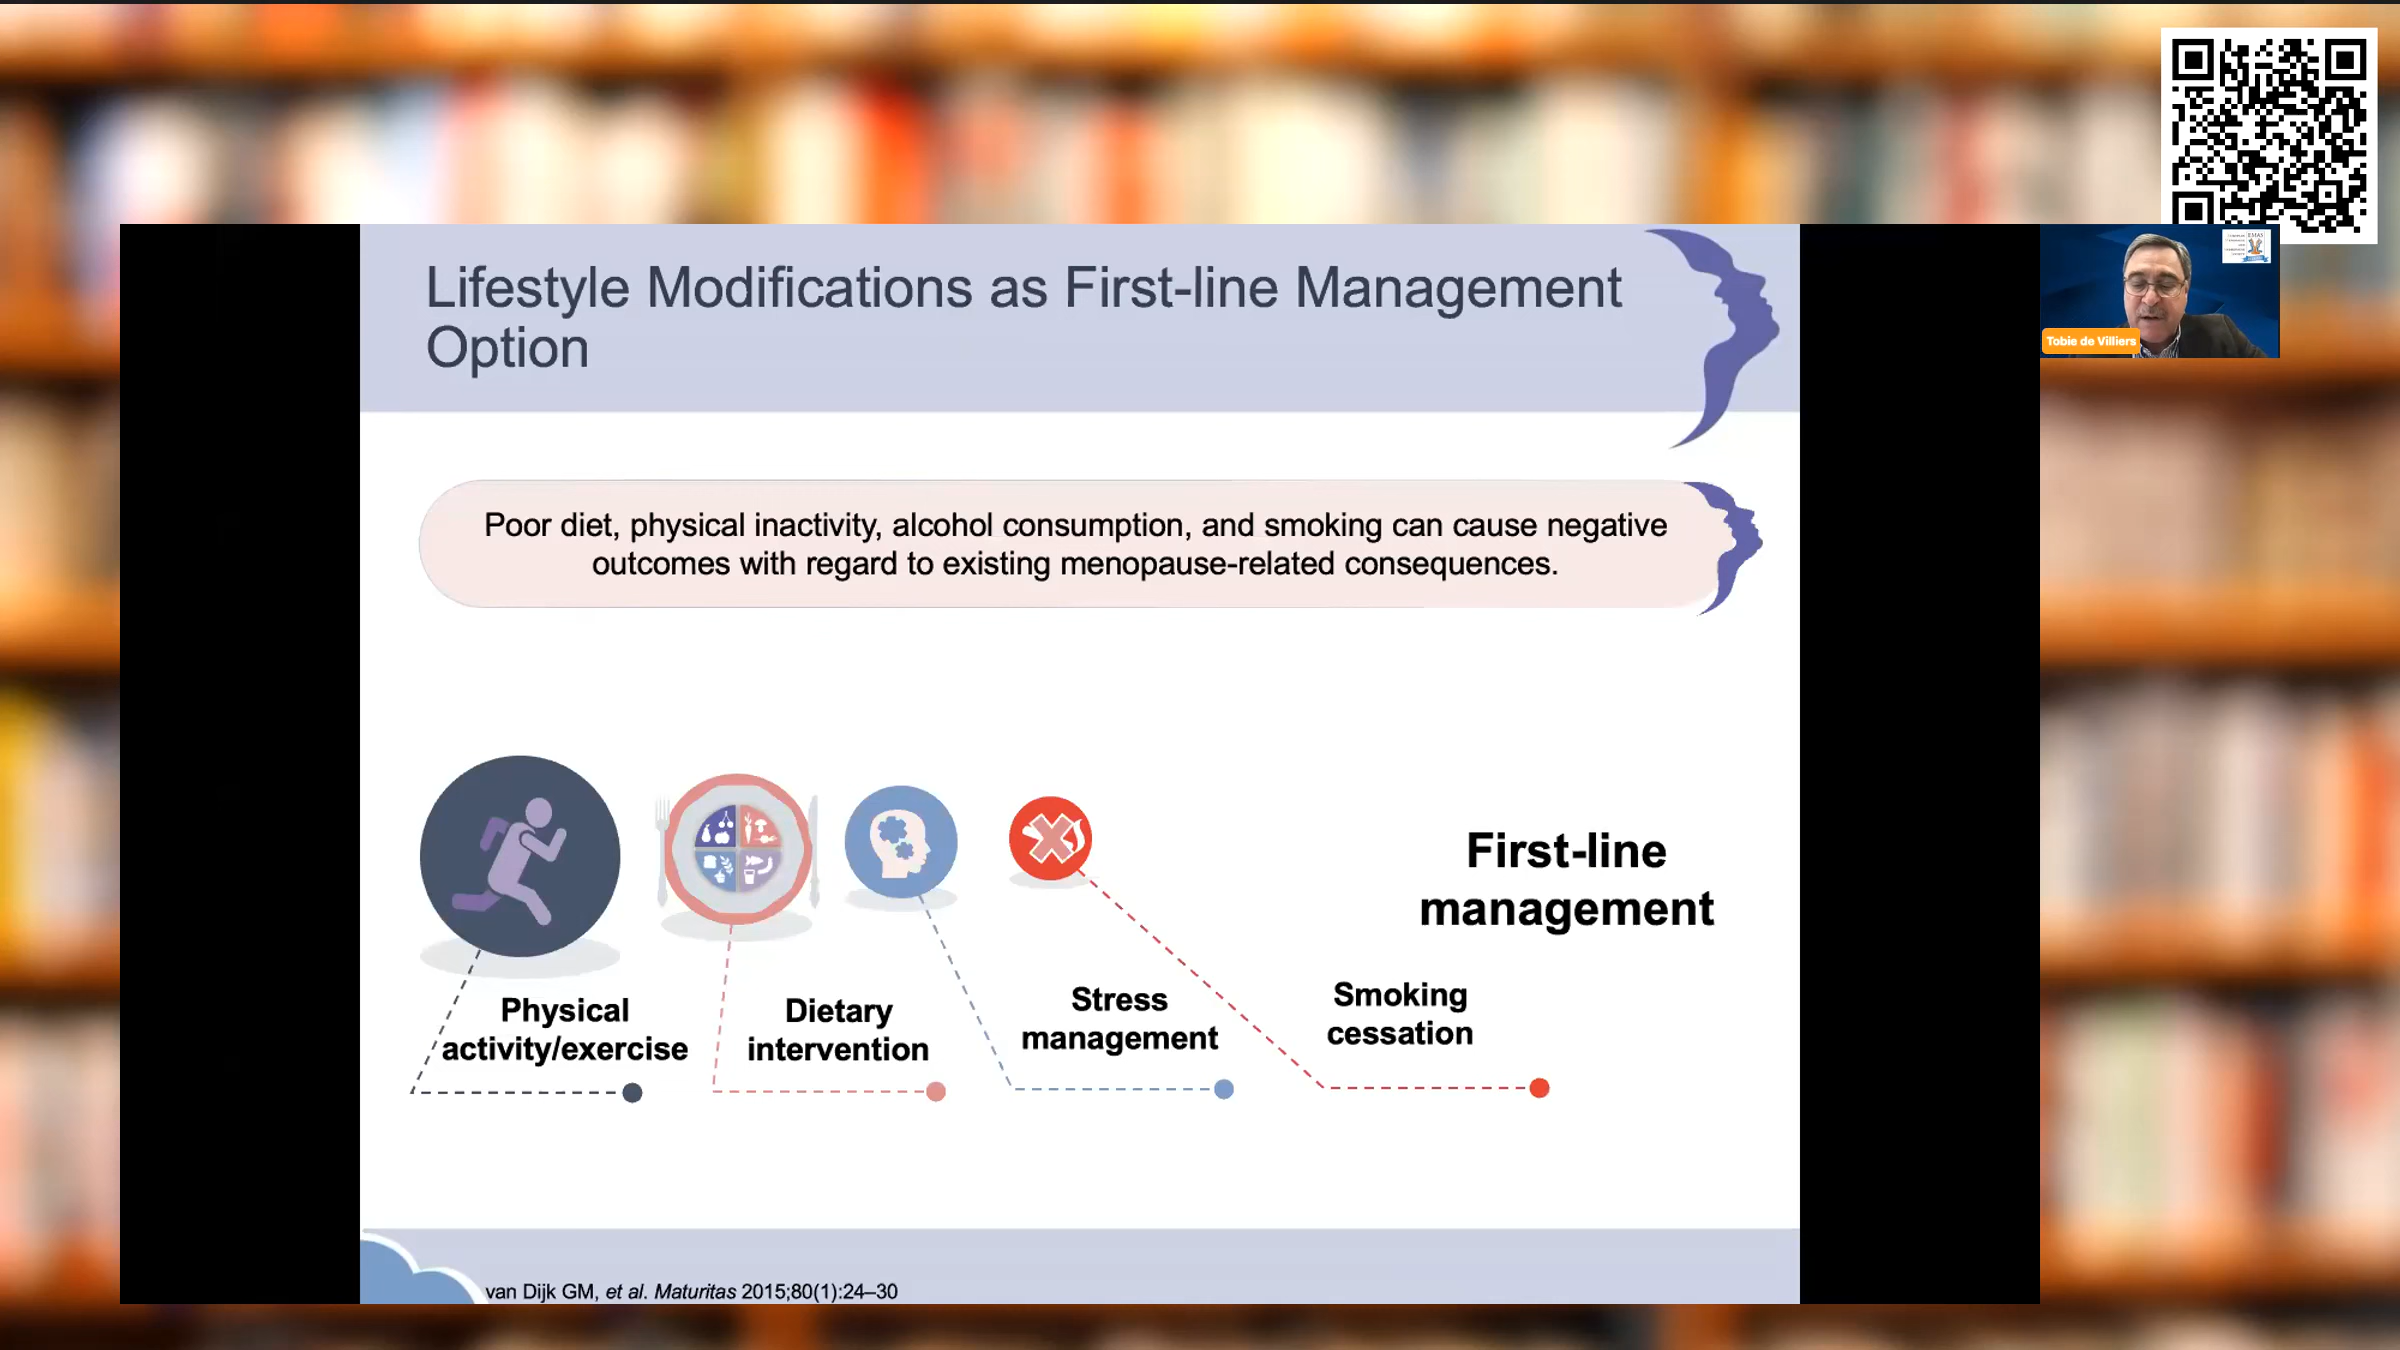 Lifestyle Modifications as First-line Management
Option
Tobie de Villiers
EMAS
Poor diet, physical inactivity, alcohol consumption, and smoking can cause negative
outcomes with regard to existing menopause-related consequences.
First-line
management
Physical
activity/exercise
Dietary
intervention
Stress
management
Smoking
cessation
van Dijk GM, et al. Maturitas 2015;80(1):24–30